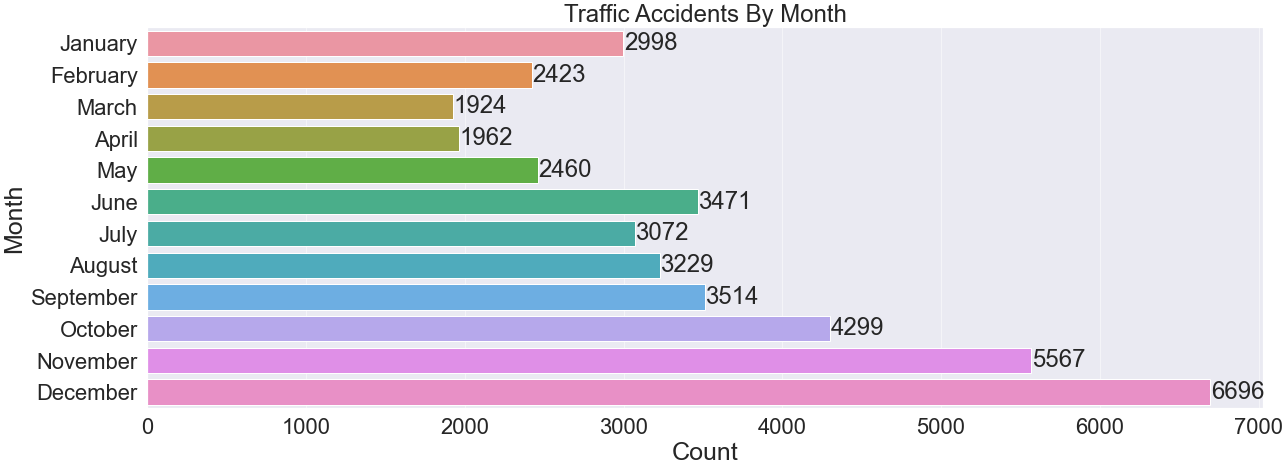 Traffic Accidents By Month
Month
January 2998
February 2423
March 1924
April 1962
May 2460
June 3471
July 3072
August 3229
September 3514
October 4299
November 5567
December 6696
0 1000 2000 3000 4000 5000 6000 7000
Count